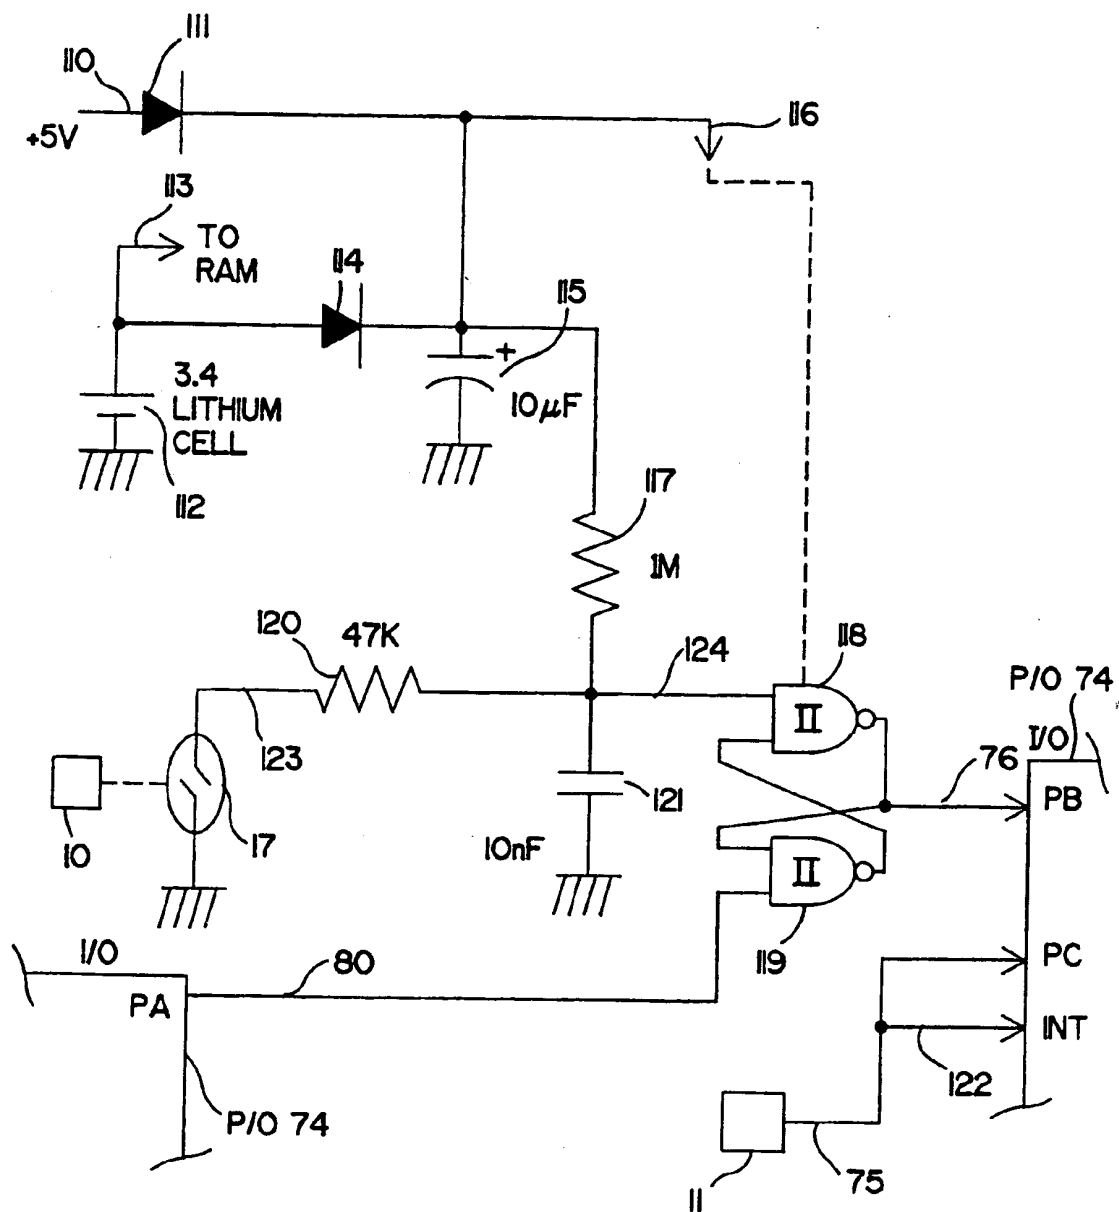 111
110
+5V
116
113
TO
RAM
114
115
+
10µF
3.4
LITHIUM
CELL
112
117
1M
120
47K
124
118
123
II
P/O 74
I/O
76
PB
10
17
121
10nF
II
119
I/O
80
PC
PA
INT
122
P/O 74
11
75